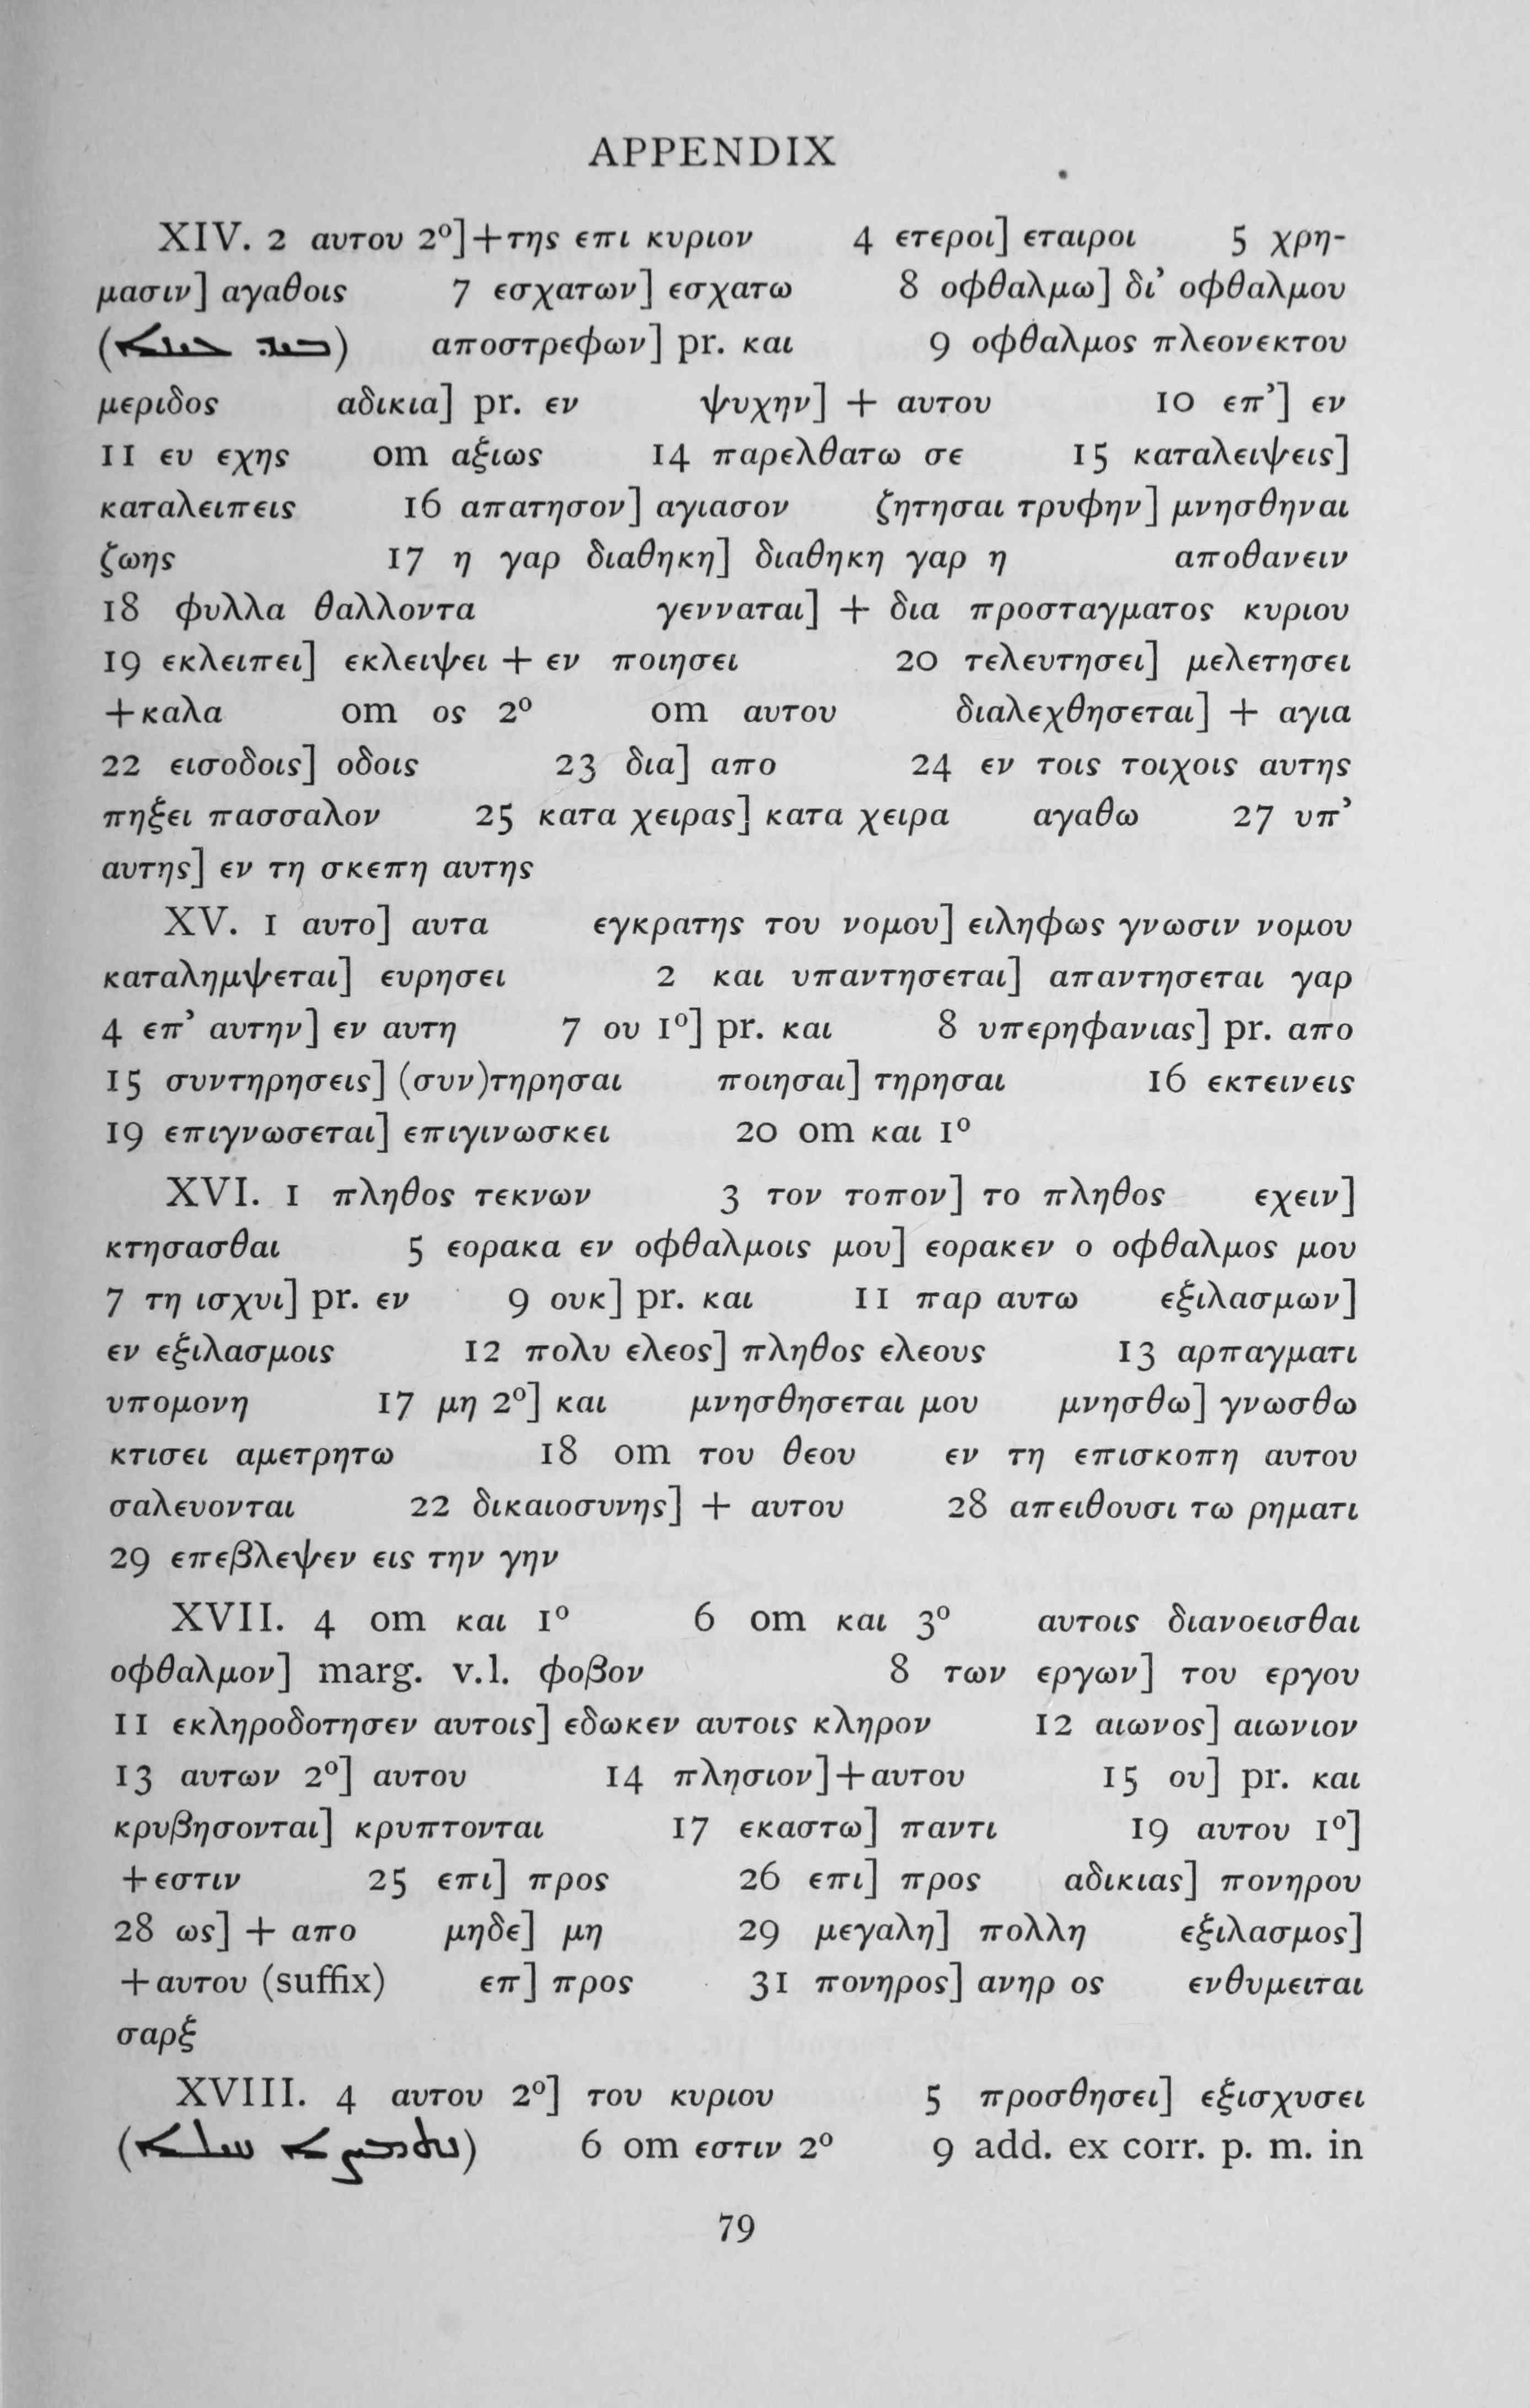 APPENDIX
XIV. 2 αυτου 2º]+της επι κυριον 4 ετεροι] εταιροι 5 χρη-
μασιν] αγαθοις 7 εσχατων] εσχατω 8 οφθαλμω] δι’ οφθαλμου
αποστρεφων] pr. και 9 οφθαλμος πλεονεκτου
μεριδος αδικια] pr. εν ψυχην] + αυτου 10 επ’] εν
11 ευ εχης om αξιως 14 παρελθατω σε 15 καταλειψεις]
καταλειπεις 16 απατησον] αγιασον ζητησαι τρυφην] μνησθηναι
ζωης 17 η γαρ διαθηκη] διαθηκη γαρ η αποθανειν
18 φυλλα θαλλοντα γενναται] + δια προσταγματος κυριου
19 εκλειπει] εκλειψει + εν ποιησει 20 τελευτησει] μελετησει
+καλα om ος 2º om αυτου διαλεχθησεται] + αγια
22 εισοδοις] οδοις 23 δια] απο 24 εν τοις τοιχοις αυτης
πηξει πασσαλον 25 κατα χειρας] κατα χειρα αγαθω 27 υπ’
αυτης] εν τη σκεπη αυτης
XV. 1 αυτο] αυτα εγκρατης του νομου] ειληφως γνωσιν νομου
καταλημψεται] ευρησει 2 και υπαντησεται] απαντησεται γαρ
4 επ’ αυτην] εν αυτη 7 ου 1º] pr. και 8 υπερηφανιας] pr. απο
15 συντηρησεις] (συν)τηρησαι ποιησαι] τηρησαι 16 εκτεινεις
19 επιγνωσεται] επιγινωσκει 20 om και 1º
XVI. 1 πληθος τεκνων 3 τον τοπον] το πληθος εχειν]
κτησασθαι 5 εορακα εν οφθαλμοις μου] εορακεν ο οφθαλμος μου
7 τη ισχυι] pr. εν 9 ουκ] pr. και 11 παρ αυτω εξιλασμων]
εν εξιλασμοις 12 πολυ ελεος] πληθος ελεους 13 αρπαγματι
υπομονη 17 μη 2º] και μνησθησεται μου μνησθω] γνωσθω
κτισει αμετρητω 18 om του θεου εν τη επισκοπη αυτου
σαλευονται 22 δικαιοσυνης] + αυτου 28 απειθουσι τω ρηματι
29 επεβλεψεν εις την γην
XVII. 4 om και 1º 6 om και 3º αυτοις διανοεισθαι
οφθαλμον] marg. v.l. φοβον 8 των εργων] του εργου
11 εκληροδοτησεν αυτοις] εδωκεν αυτοις κληρον 12 αιωνος] αιωνιον
13 αυτων 2º] αυτου 14 πλησιον]+αυτου 15 ου] pr. και
κρυβησονται] κρυπτονται 17 εκαστω] παντι 19 αυτου 1º]
+εστιν 25 επι] προς 26 επι] προς αδικιας] πονηρου
28 ως] + απο μηδε] μη 29 μεγαλη] πολλη εξιλασμος]
+αυτου (suffix) επ] προς 31 πονηρος] ανηρ ος ενθυμειται
σαρξ
XVIII. 4 αυτου 2º] του κυριου 5 προσθησει] εξισχυσει
6 om εστιν 2º 9 add. ex corr. p. m. in
79